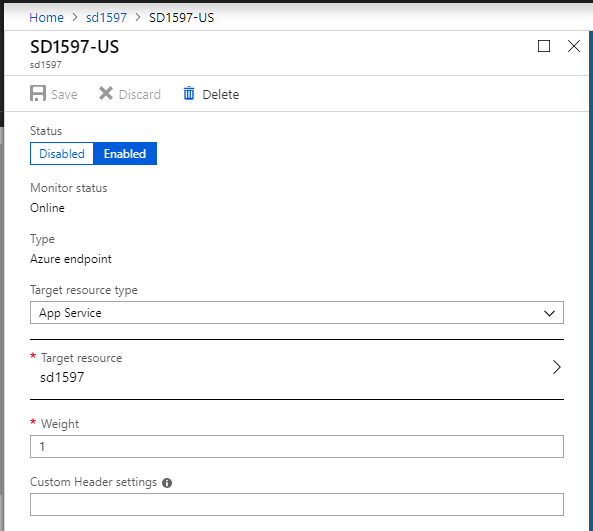 Home > sd1597 > SD1597-US
SD1597-US
sd1597
Save Discard Delete
Status
Disabled Enabled
Monitor status
Online
Type
Azure endpoint
Target resource type
App Service
* Target resource
sd1597
* Weight
1
Custom Header settings